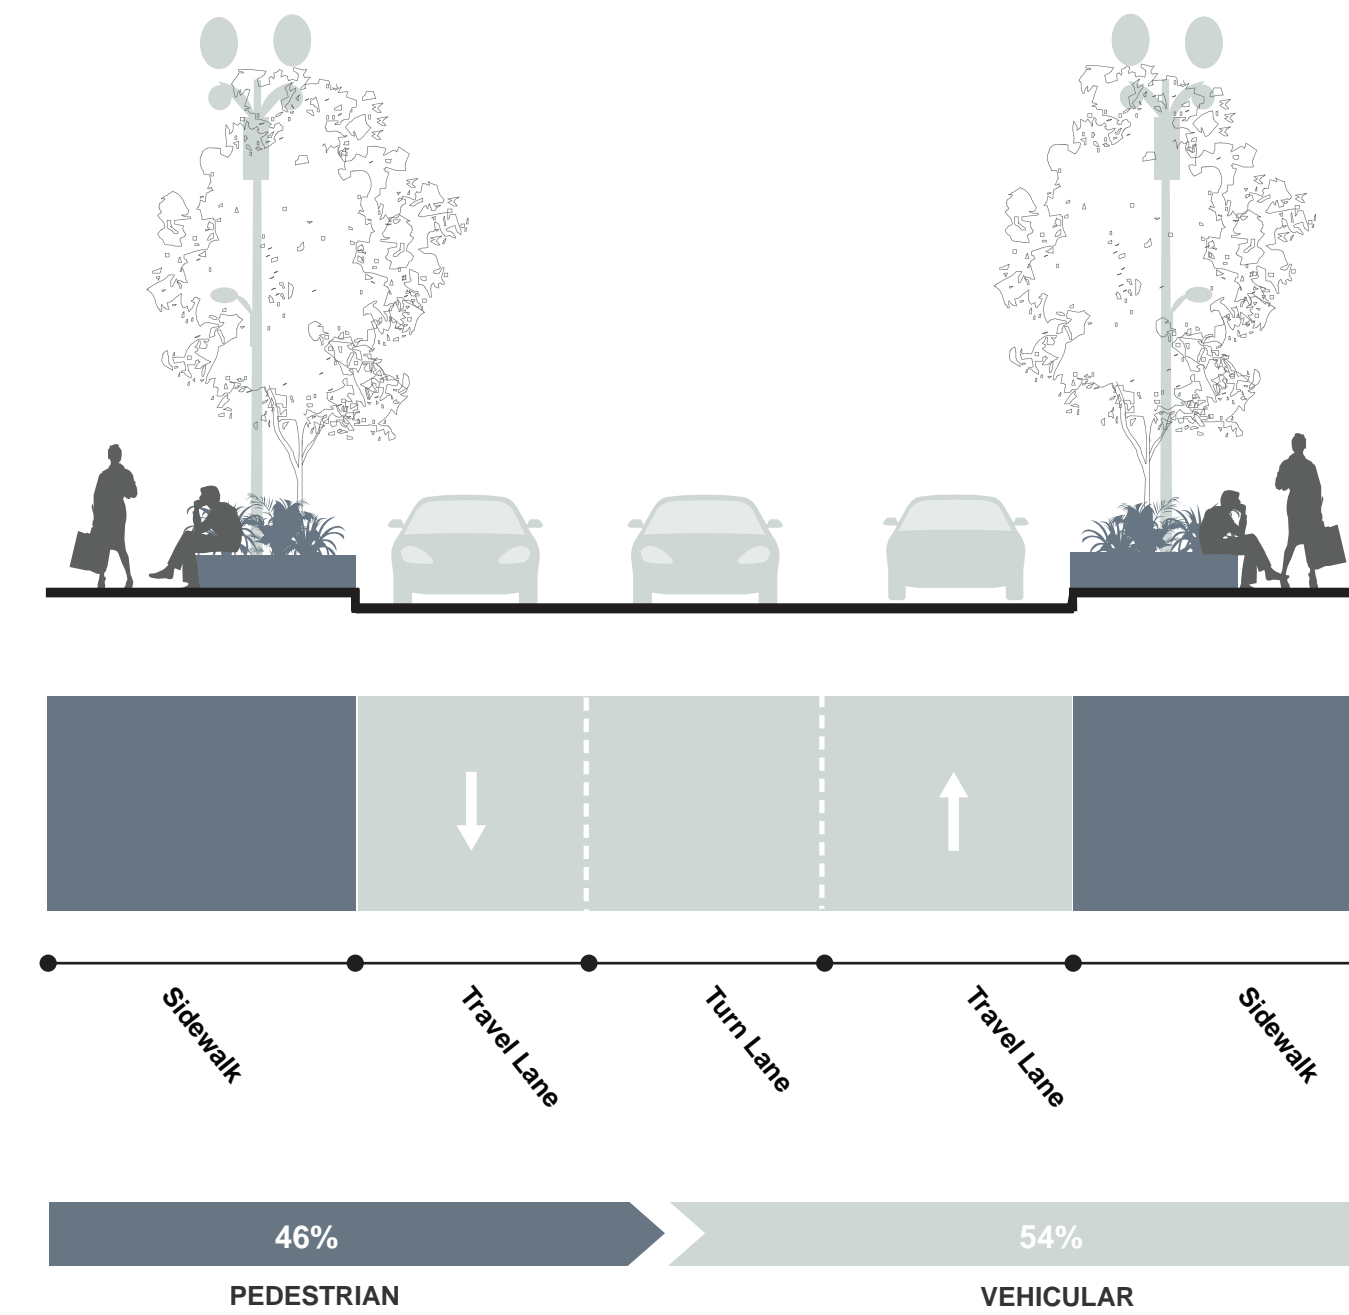 Sidewalk
Travel Lane
Turn Lane
Travel Lane
Sidewalk
46%
54%
PEDESTRIAN
VEHICULAR